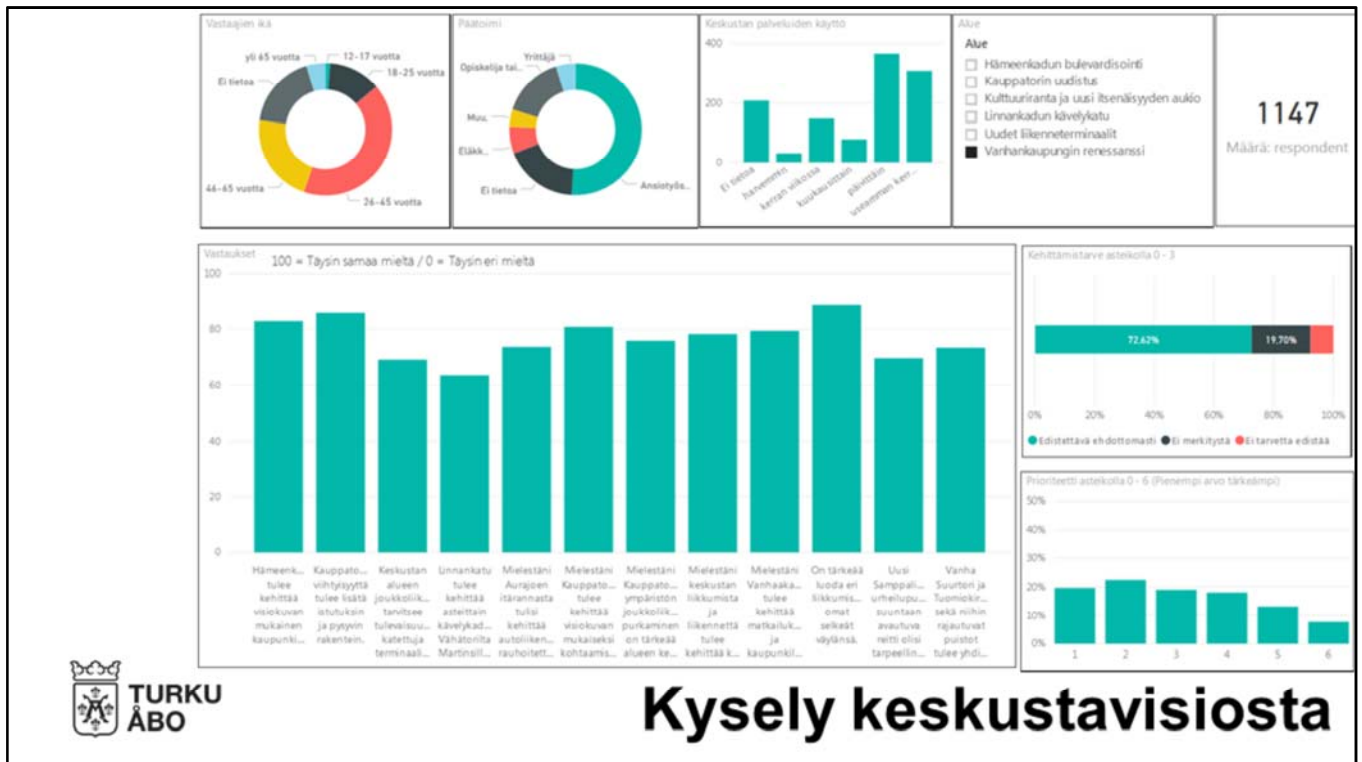 Vastaajien ikä
yli 65 vuotta
12-17 vuotta
18-25 vuotta
Ei tietoa
46-65 vuotta
26-45 vuotta
Päätoimi
Yrittäjä
Opiskelija tai...
Muu.
Eläkk...
Ei tietoa
Ansiotyös...
Keskustan palveluiden käyttö
400
200
0
Ei tietoa
harvemmin
kerran viikossa
kuukausittain
päivittäin
useamman kerr...
Alue
Alue
Hämeenkadun bulevardisointi
Kauppatorin uudistus
Kulttuuriranta ja uusi itsenäisyyden aukio
Linnankadun kävelykatu
Uudet liikenneterminaalit
Vanhankaupungin renessanssi
1147
Määrä: respondent
Vastaukset
100 = Täysin samaa mieltä / 0 = Täysin eri mieltä
100
80
60
40
20
0
Hämeenk...
tulee
kehittää
visiokuvan
mukainen
kaupunki...
Kauppato...
viihtyisyyttä
tulee lisätä
istutuksin
ja pysyvin
rakentein.
Keskustan
alueen
joukkoliik...
tarvitsee
tulevaisuu...
katettuja
terminaali...
Linnankatu
tulee
kehittää
asteittain
kävelykad...
Vähätorilta
Martinsill...
Mielestäni
Aurajoen
itärannasta
tulisi
kehittää
autoliiken...
rauhoitett...
Mielestäni
Kauppato...
tulee
kehittää
visiokuvan
mukaiseksi
kohtaamis...
Mielestäni
Kauppato...
ympäristön
joukkoliik...
purkaminen
on tärkeää
alueen ke...
Mielestäni
keskustan
liikkumista
ja
liikennettä
tulee
kehittää k...
Mielestäni
Vanhaaka...
tulee
kehittää
matkailuk...
ja
kaupunkil...
On tärkeää
luoda eri
liikkumis...
omat
selkeät
väylänsä.
Uusi
Samppali...
urheilupu...
suuntaan
avautuva
reitti olisi
tarpeellin...
Vanha
Suurtori ja
Tuomiokir...
sekä niihin
rajautuvat
puistot
tulee yhdi...
Kehittämistarve asteikolla 0 - 3
72,62%
19,70%
0% 20% 40% 60% 80% 100%
Edistettävä ehdottomasti Ei merkitystä Ei tarvetta edistää
Prioriteetti asteikolla 0 - 6 (Pienempi arvo tärkeämpi)
50%
40%
30%
20%
10%
0%
1 2 3 4 5 6
TURKU
ÅBO
Kysely keskustavisiosta